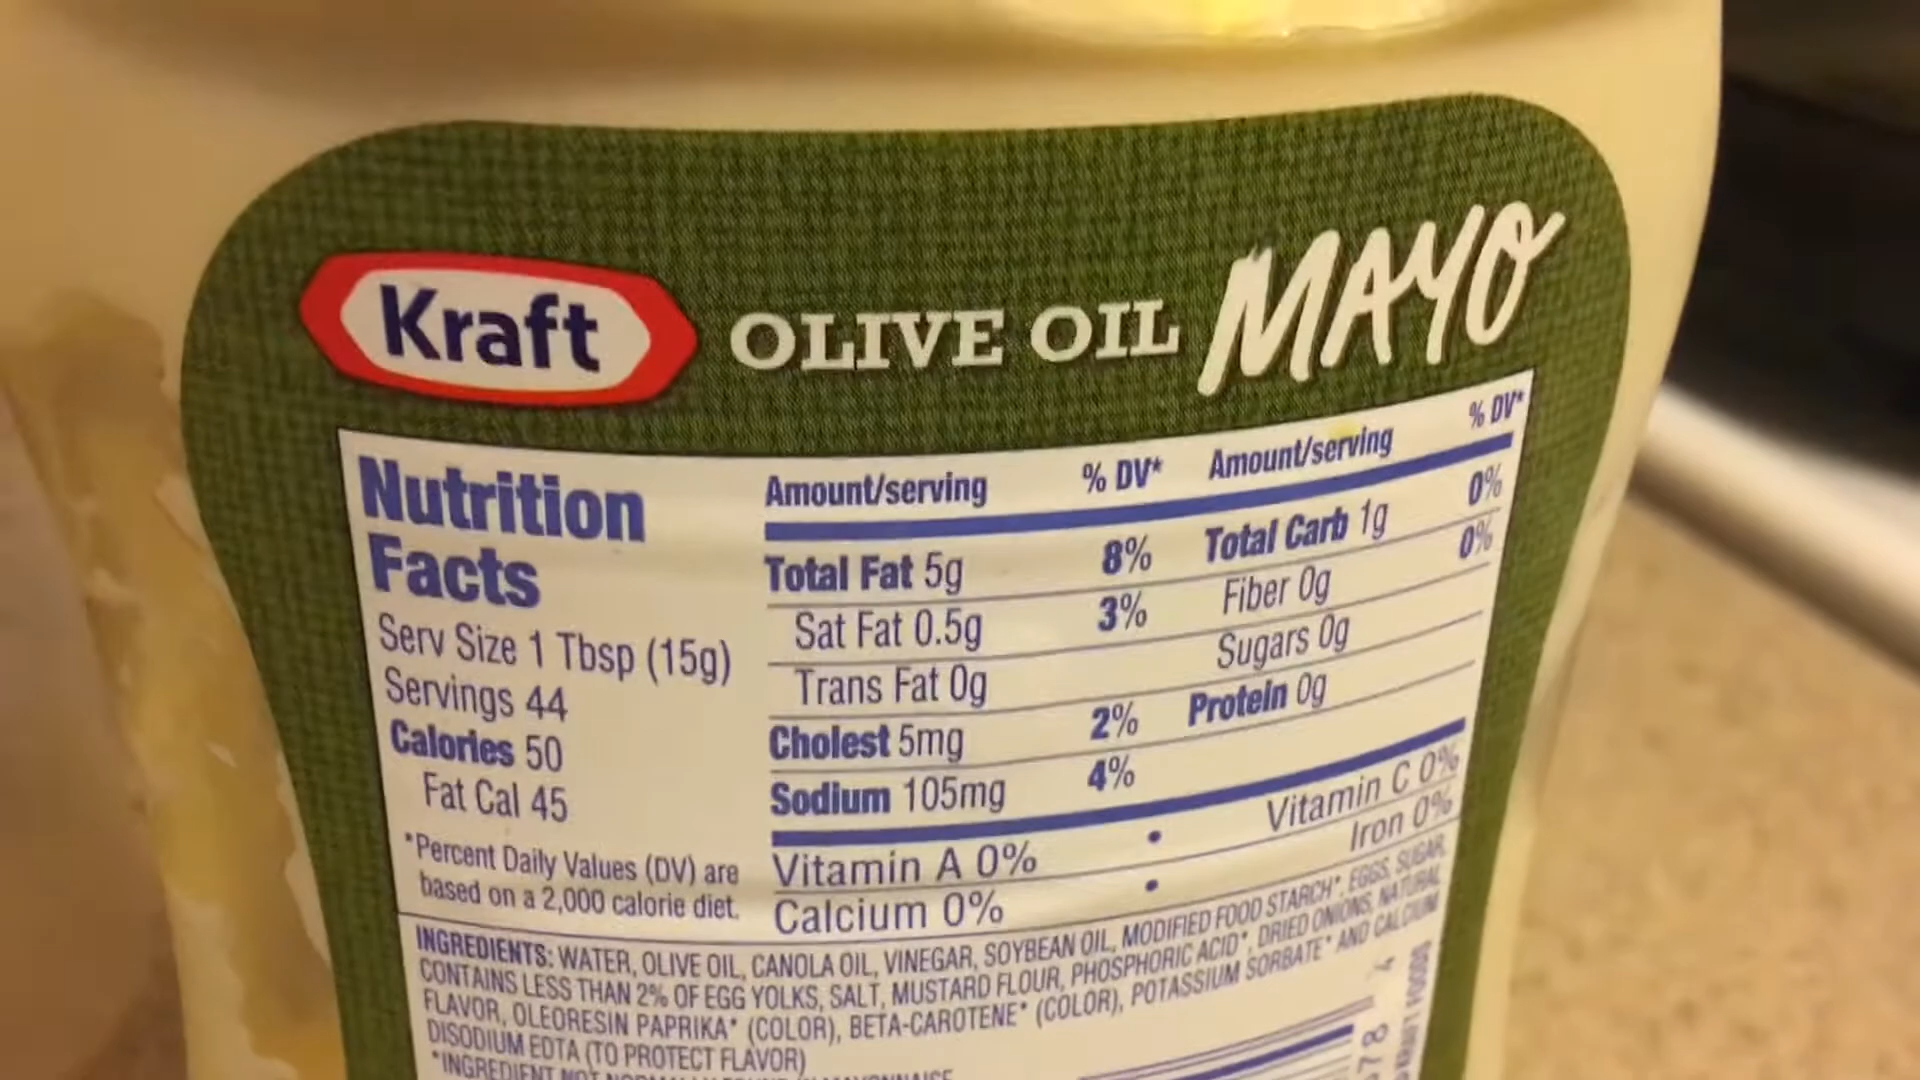 Kraft OLIVE OIL MAYO
Nutrition
Facts
Serv Size 1 Tbsp (15g)
Servings 44
Calories 50
Fat Cal 45
*Percent Daily Values (DV) are
based on a 2,000 calorie diet.
Amount/serving % DV*
Total Fat 5g 8%
Sat Fat 0.5g 3%
Trans Fat 0g
Cholest 5mg 2%
Sodium 105mg 4%
Amount/serving % DV*
Total Carb 1g 0%
Fiber 0g 0%
Sugars 0g
Protein 0g
Vitamin A 0% • Vitamin C 0%
Calcium 0% • Iron 0%
INGREDIENTS: WATER, OLIVE OIL, CANOLA OIL, VINEGAR, SOYBEAN OIL, MODIFIED FOOD STARCH*, EGGS, SUGAR,
CONTAINS LESS THAN 2% OF EGG YOLKS, SALT, MUSTARD FLOUR, PHOSPHORIC ACID*, DRIED ONIONS, NATURAL
FLAVOR, OLEORESIN PAPRIKA* (COLOR), BETA-CAROTENE* (COLOR), POTASSIUM SORBATE* AND CALCIUM
DISODIUM EDTA (TO PROTECT FLAVOR)
*INGREDIENT NOT
KRAFT FOODS